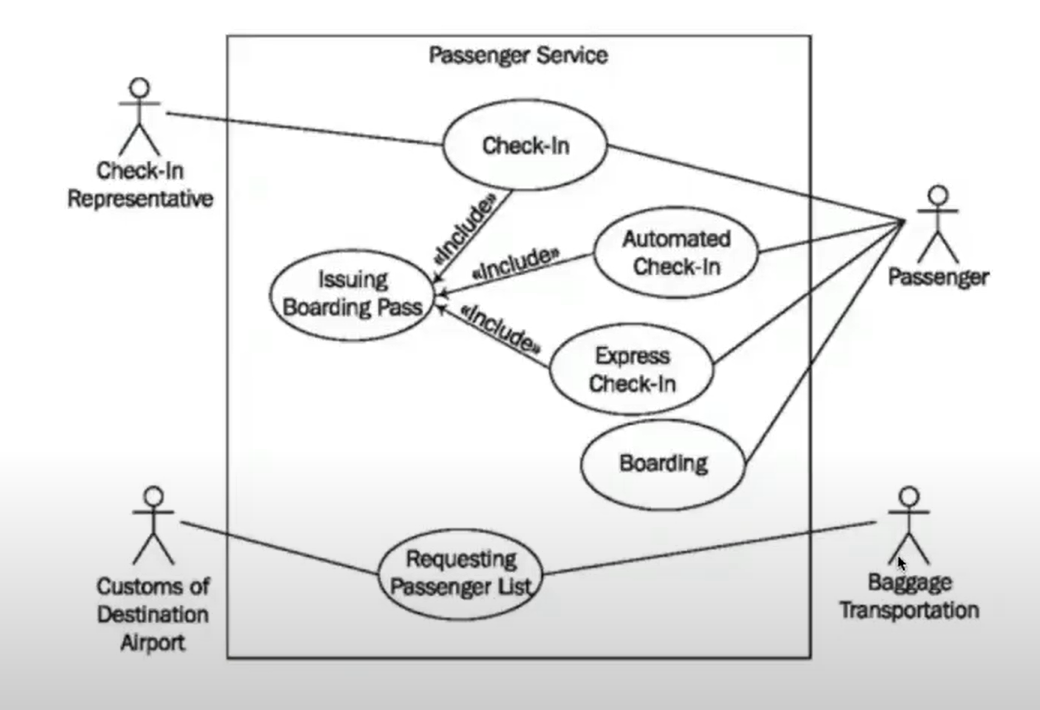 Passenger Service
Check-In
Check-In
Representative
«Include»
Automated
Check-In
«Include»
Passenger
Issuing
Boarding Pass
«Include»
Express
Check-In
Boarding
Requesting
Passenger List
Customs of
Destination
Airport
Baggage
Transportation